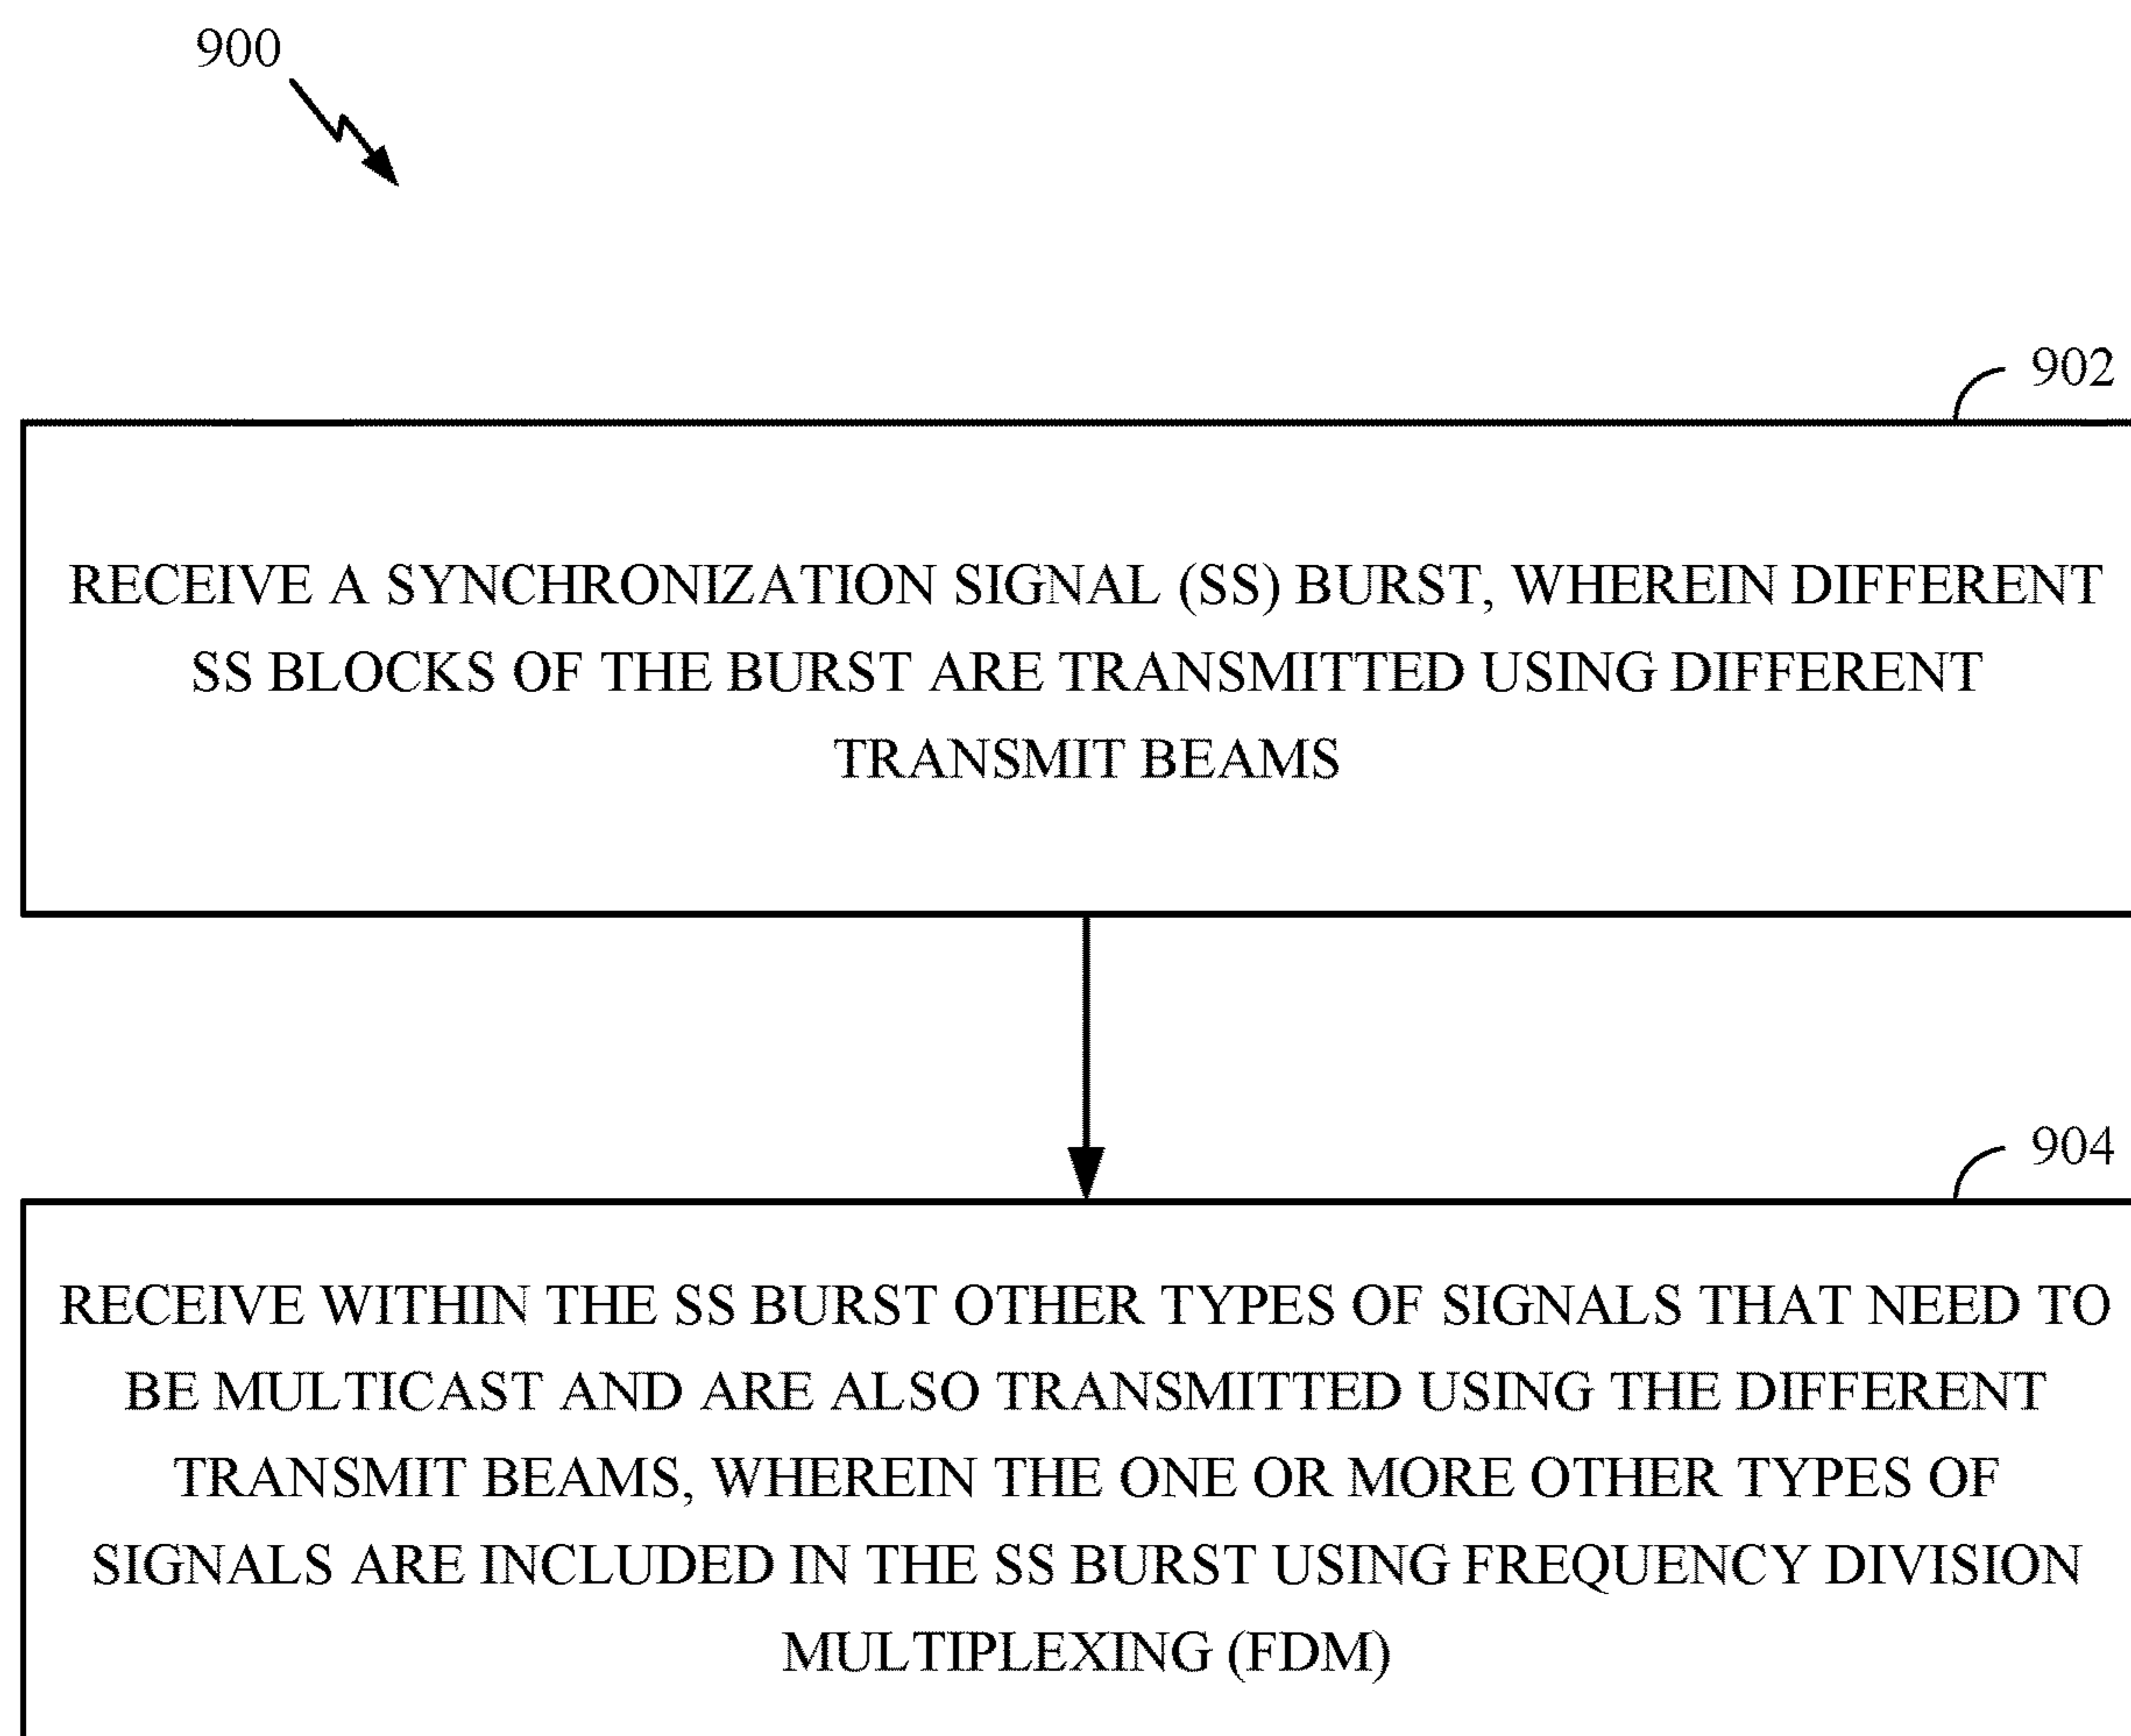 900
902
RECEIVE A SYNCHRONIZATION SIGNAL (SS) BURST, WHEREIN DIFFERENT
SS BLOCKS OF THE BURST ARE TRANSMITTED USING DIFFERENT
TRANSMIT BEAMS
904
RECEIVE WITHIN THE SS BURST OTHER TYPES OF SIGNALS THAT NEED TO
BE MULTICAST AND ARE ALSO TRANSMITTED USING THE DIFFERENT
TRANSMIT BEAMS, WHEREIN THE ONE OR MORE OTHER TYPES OF
SIGNALS ARE INCLUDED IN THE SS BURST USING FREQUENCY DIVISION
MULTIPLEXING (FDM)